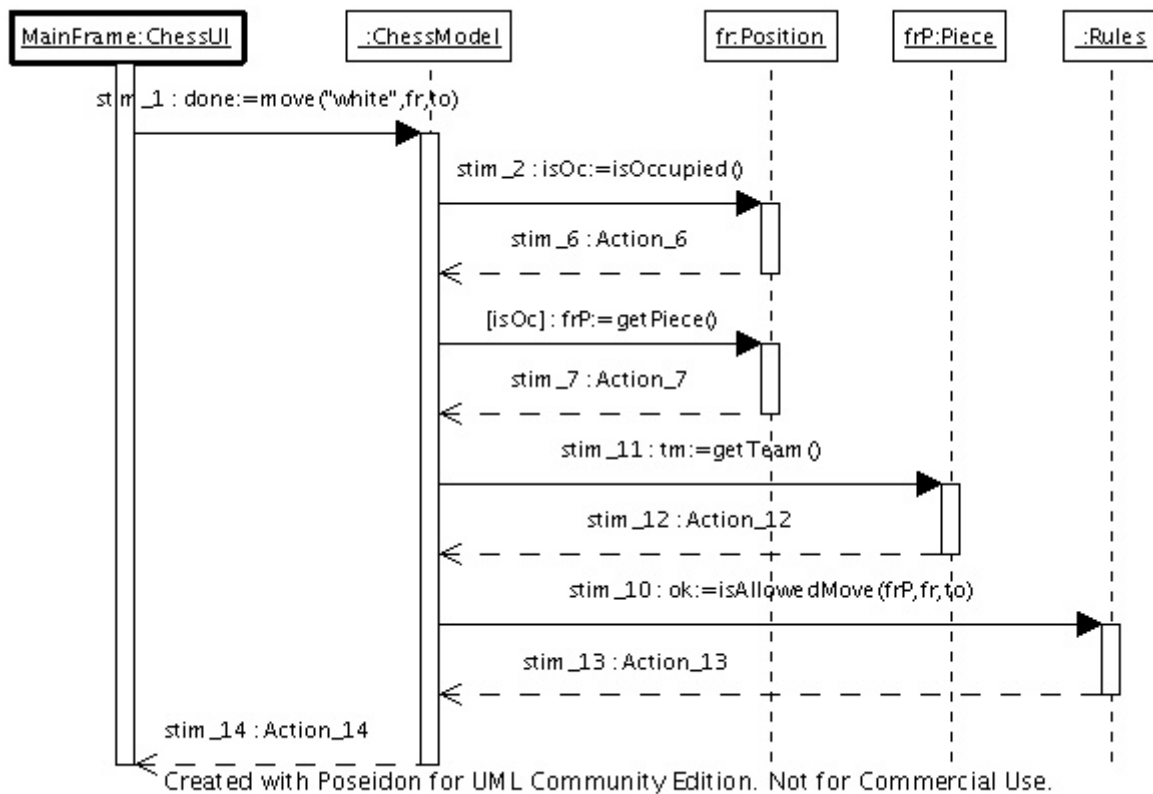 MainFrame:ChessUI :ChessModel fr:Position frP:Piece :Rules
stim_1 : done:=move("white",fr,to)
stim_2 : isOc:=isOccupied()
stim_6 : Action_6
[isOc] : frP:=getPiece()
stim_7 : Action_7
stim_11 : tm:=getTeam()
stim_12 : Action_12
stim_10 : ok:=isAllowedMove(frP,fr,to)
stim_13 : Action_13
stim_14 : Action_14
Created with Poseidon for UML Community Edition. Not for Commercial Use.